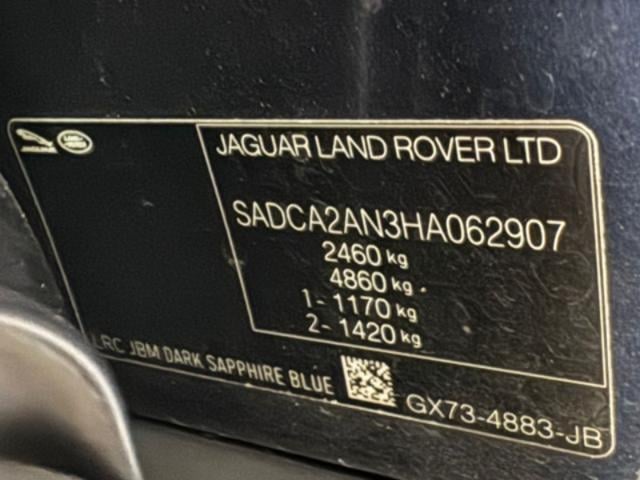 JAGUAR LAND ROVER LTD
SADCA2AN3HA062907
2460 kg
4860 kg
1- 1170 kg
2- 1420 kg
LRC JBM DARK SAPPHIRE BLUE
GX73-4883-JB